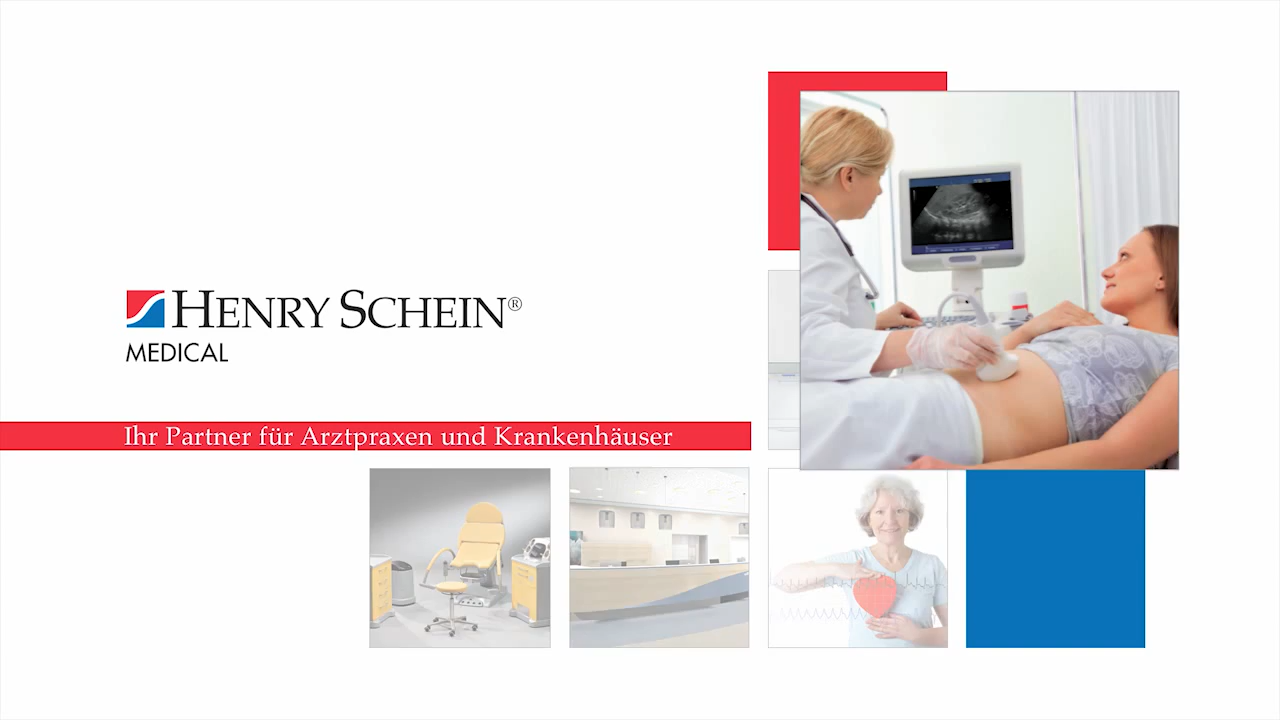 HENRY SCHEIN®
MEDICAL
Ihr Partner für Arztpraxen und Krankenhäuser